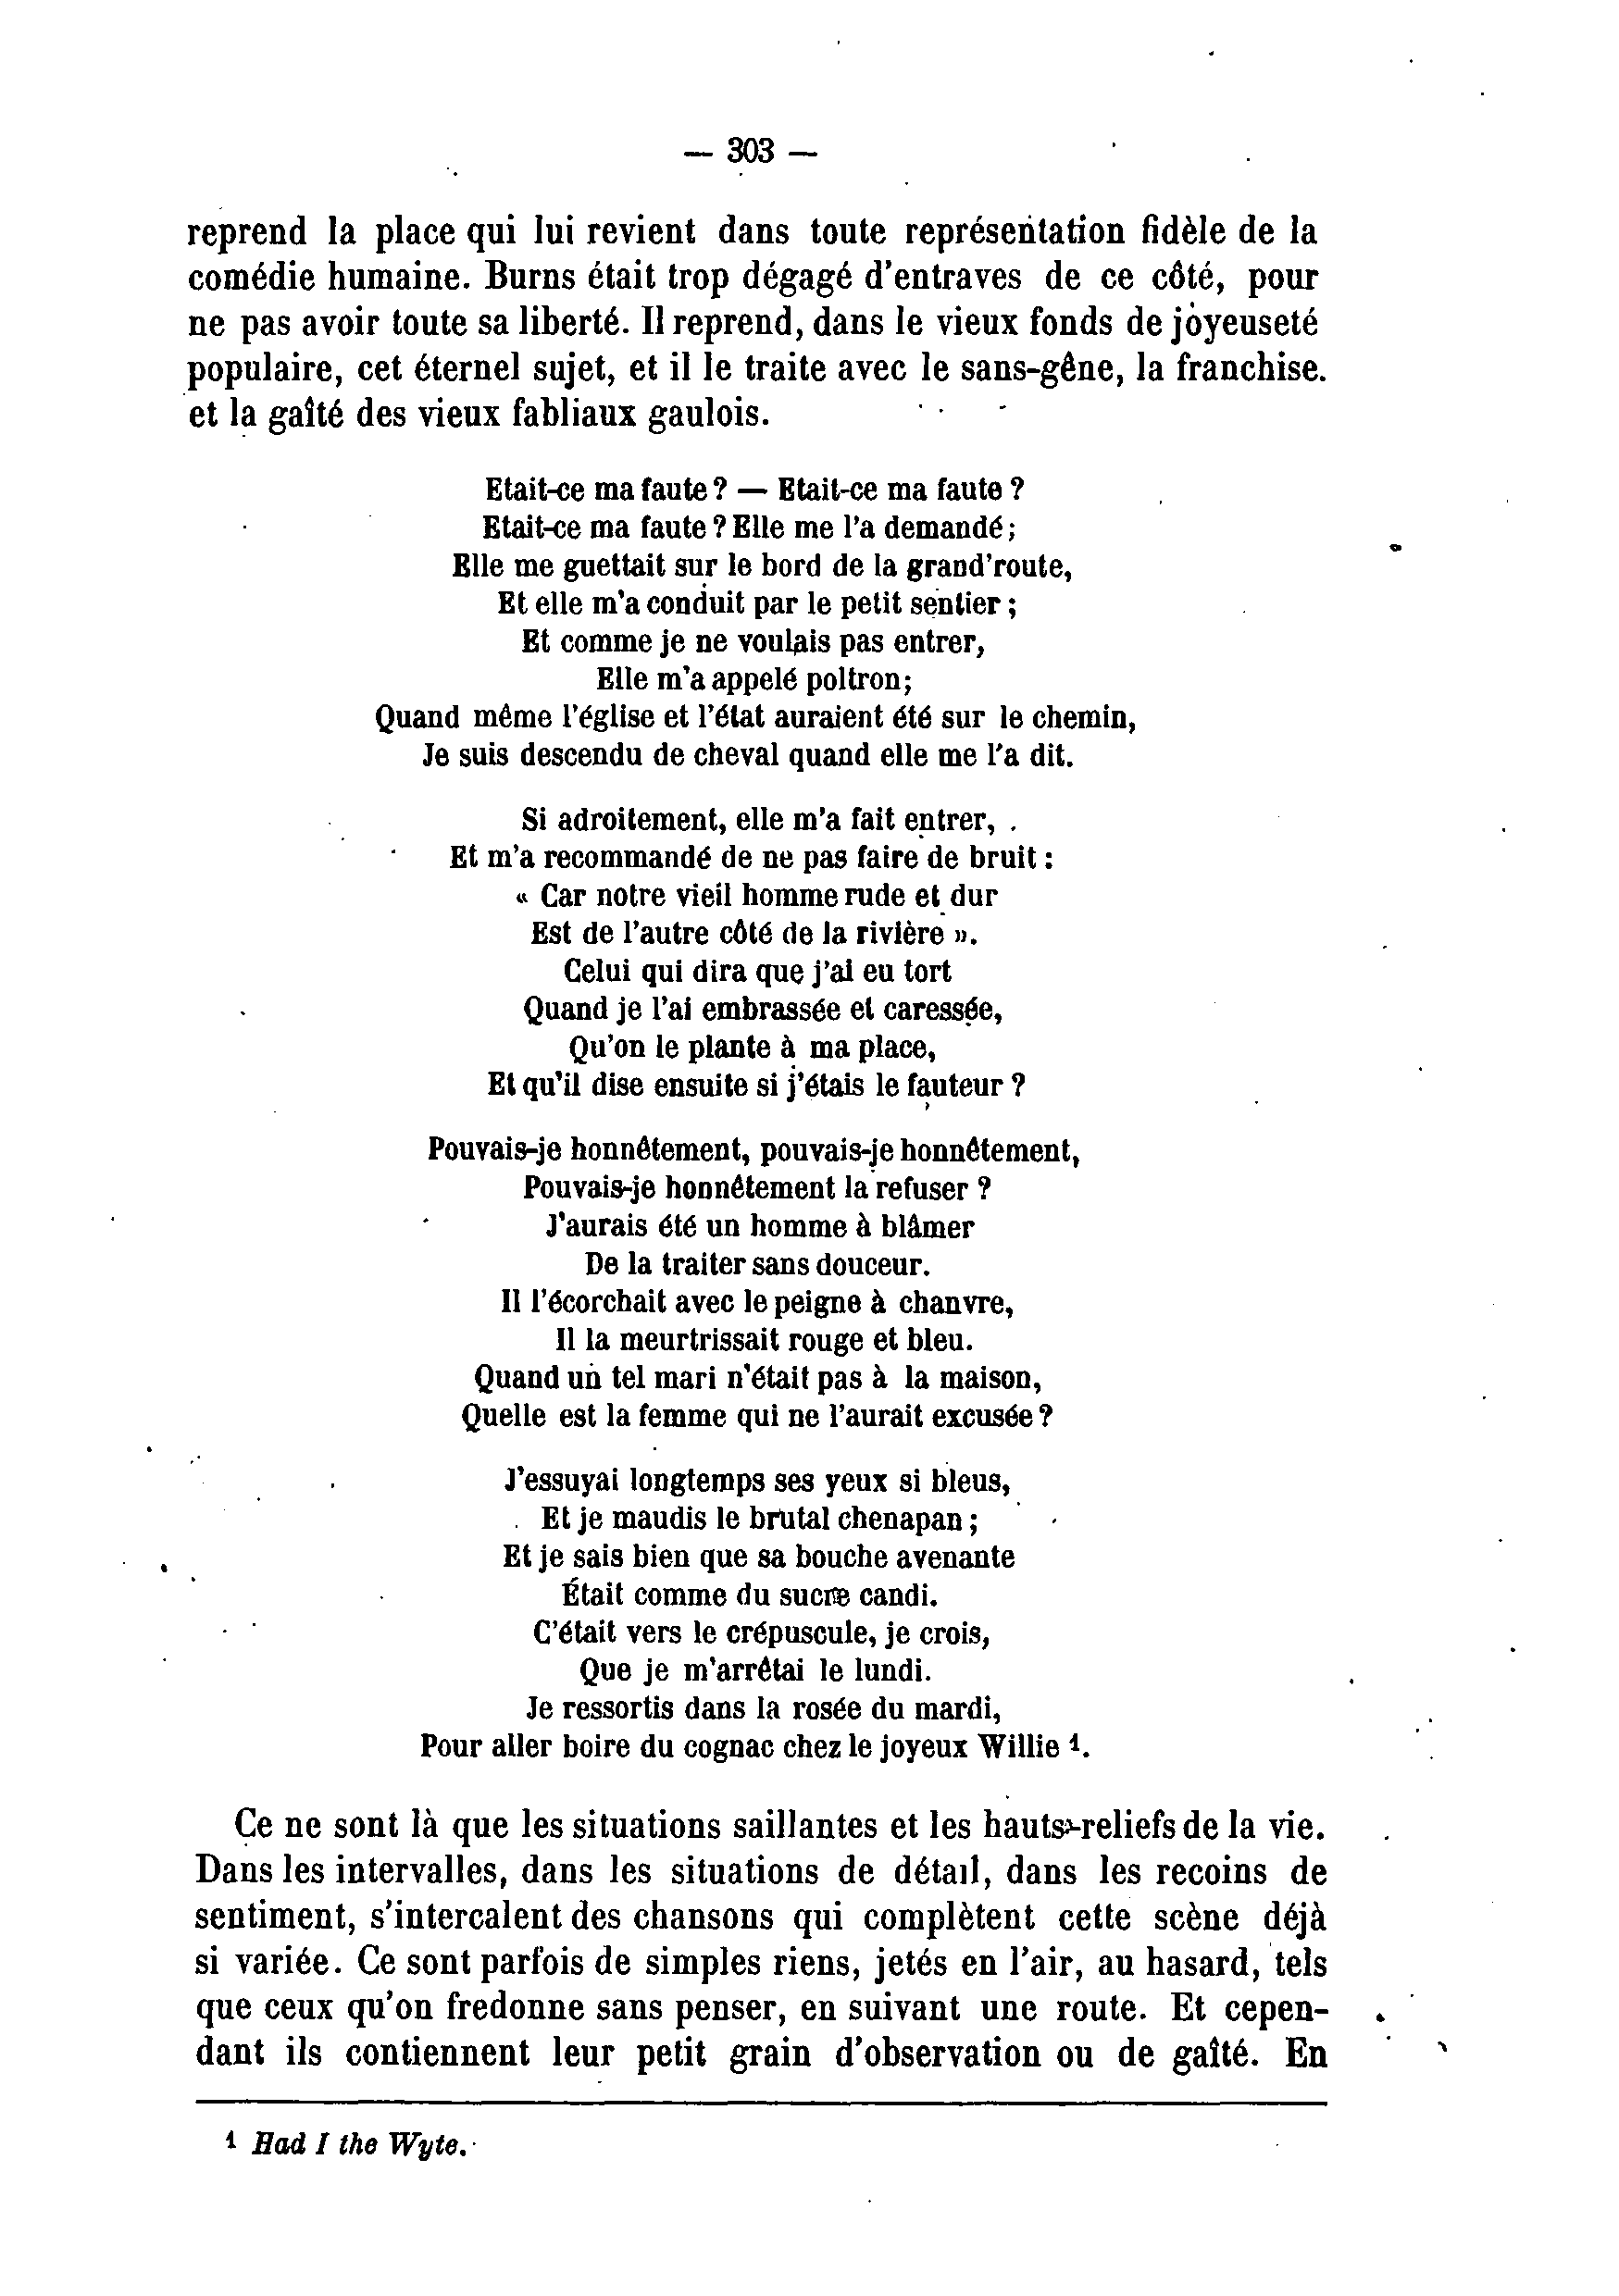 — 303 —
reprend la place qui lui revient dans toute représentation fidèle de la
comédie humaine. Burns était trop dégagé d'entraves de ce côté, pour
ne pas avoir toute sa liberté. Il reprend, dans le vieux fonds de joyeuseté
populaire, cet éternel sujet, et il le traite avec le sans-gêne, la franchise.
et la gaîté des vieux fabliaux gaulois.
Etait-ce ma faute ? — Etait-ce ma faute ?
Etait-ce ma faute ? Elle me l'a demandé ;
Elle me guettait sur le bord de la grand'route,
Et elle m'a conduit par le petit sentier ;
Et comme je ne voulais pas entrer,
Elle m'a appelé poltron;
Quand même l'église et l'état auraient été sur le chemin,
Je suis descendu de cheval quand elle me l'a dit.
Si adroitement, elle m'a fait entrer,
Et m'a recommandé de ne pas faire de bruit :
« Car notre vieil homme rude et dur
Est de l'autre côté de la rivière ».
Celui qui dira que j'ai eu tort
Quand je l'ai embrassée et caressée,
Qu'on le plante à ma place,
Et qu'il dise ensuite si j'étais le fauteur ?
Pouvais-je honnêtement, pouvais-je honnêtement,
Pouvais-je honnêtement la refuser ?
J'aurais été un homme à blâmer
De la traiter sans douceur.
Il l'écorchait avec le peigne à chanvre,
Il la meurtrissait rouge et bleu.
Quand un tel mari n'était pas à la maison,
Quelle est la femme qui ne l'aurait excusée ?
J'essuyai longtemps ses yeux si bleus,
Et je maudis le brutal chenapan ;
Et je sais bien que sa bouche avenante
Était comme du sucre candi.
C'était vers le crépuscule, je crois,
Que je m'arrêtai le lundi.
Je ressortis dans la rosée du mardi,
Pour aller boire du cognac chez le joyeux Willie 1.
Ce ne sont là que les situations saillantes et les hauts-reliefs de la vie.
Dans les intervalles, dans les situations de détail, dans les recoins de
sentiment, s'intercalent des chansons qui complètent cette scène déjà
si variée. Ce sont parfois de simples riens, jetés en l'air, au hasard, tels
que ceux qu'on fredonne sans penser, en suivant une route. Et cepen-
dant ils contiennent leur petit grain d'observation ou de gaîté. En
1 Had I the Wyte.